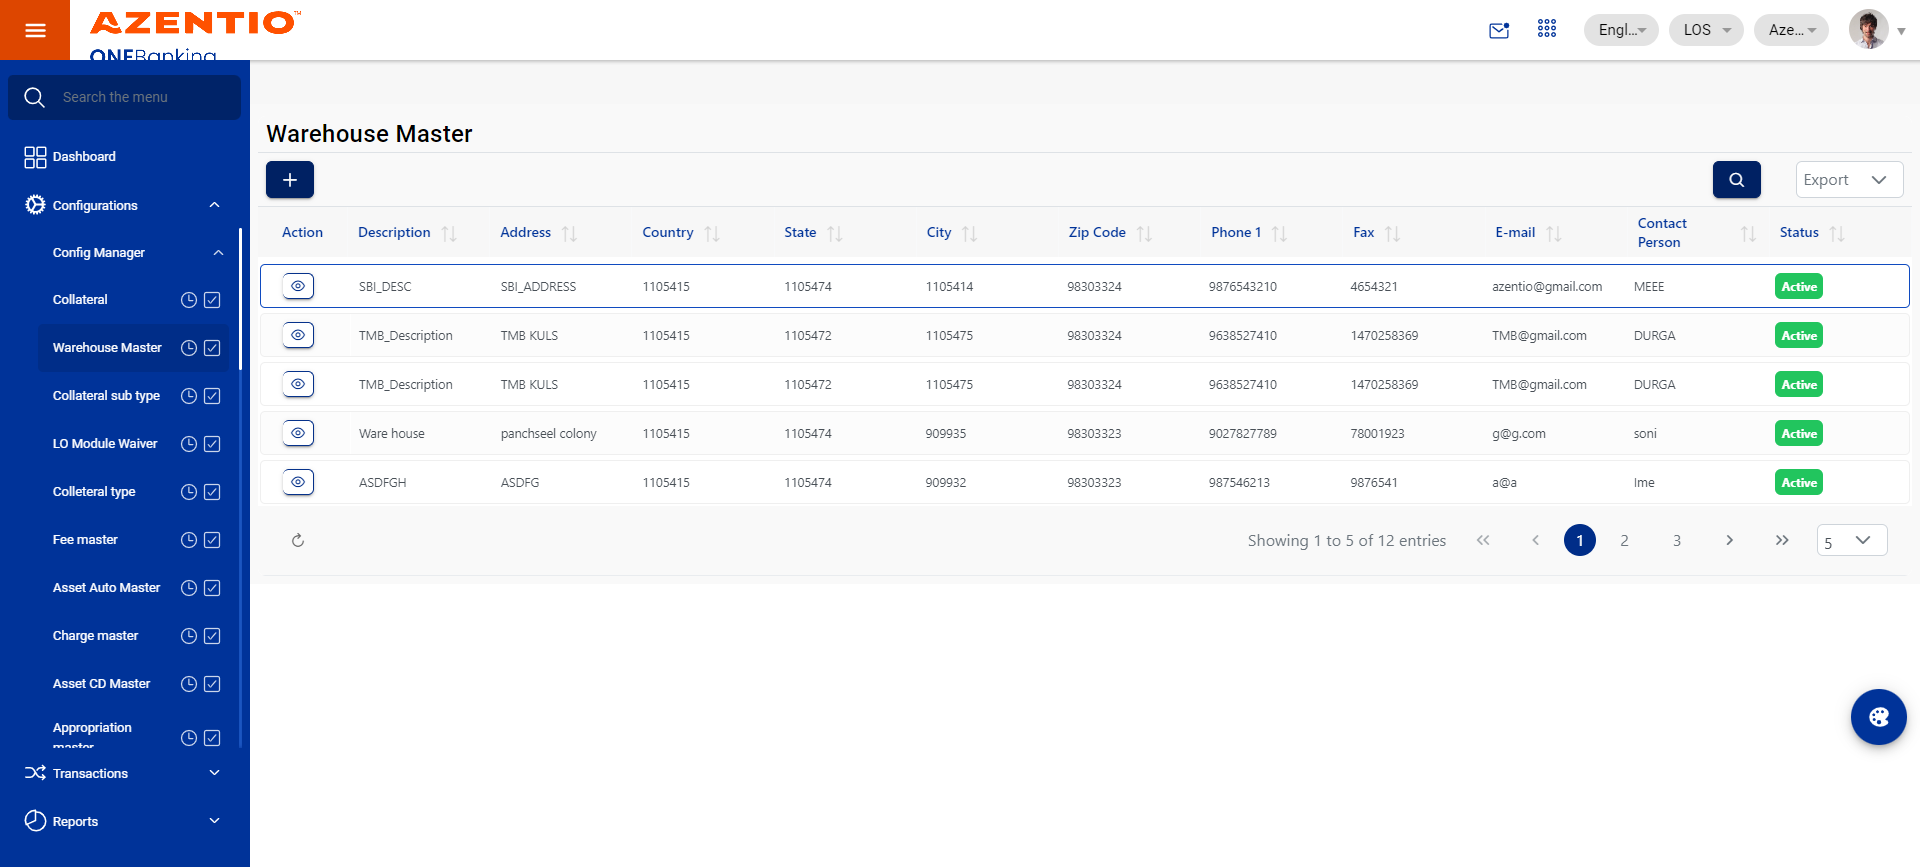 AZENTIO™
ONEBanking
Engl...
LOS
Aze...
Search the menu
Dashboard
Configurations
Config Manager
Collateral
Warehouse Master
Collateral sub type
LO Module Waiver
Colleteral type
Fee master
Asset Auto Master
Charge master
Asset CD Master
Appropriation
master
Transactions
Reports
Warehouse Master
Export
Action Description Address Country State City Zip Code Phone 1 Fax E-mail Contact Person Status
SBI_DESC SBI_ADDRESS 1105415 1105474 1105414 98303324 9876543210 4654321 azentio@gmail.com MEEE Active
TMB_Description TMB KULS 1105415 1105472 1105475 98303324 9638527410 1470258369 TMB@gmail.com DURGA Active
TMB_Description TMB KULS 1105415 1105472 1105475 98303324 9638527410 1470258369 TMB@gmail.com DURGA Active
Ware house panchseel colony 1105415 1105474 909935 98303323 9027827789 78001923 g@g.com soni Active
ASDFGH ASDFG 1105415 1105474 909932 98303323 987546213 9876541 a@a Ime Active
Showing 1 to 5 of 12 entries 1 2 3 5